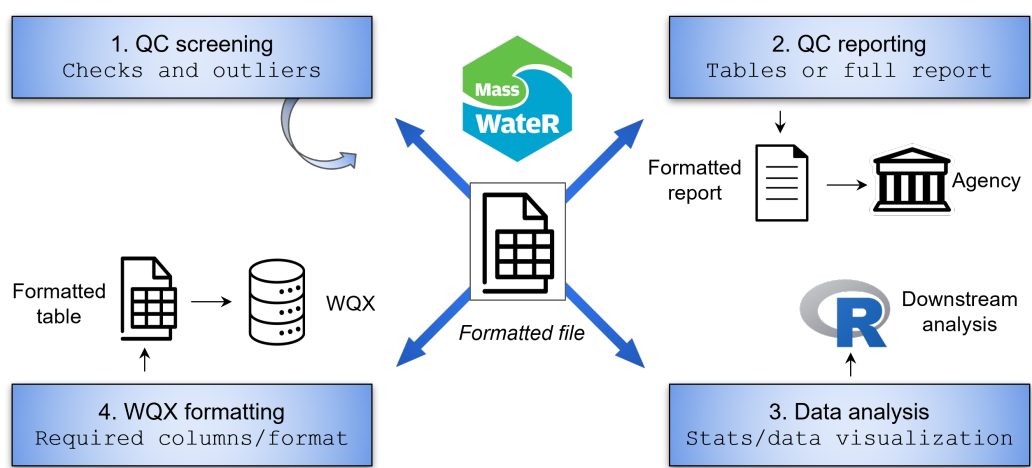 1. QC screening
Checks and outliers
2. QC reporting
Tables or full report
Mass
WateR
Formatted
report
Agency
Formatted
table
WQX
Formatted file
R
Downstream
analysis
4. WQX formatting
Required columns/format
3. Data analysis
Stats/data visualization